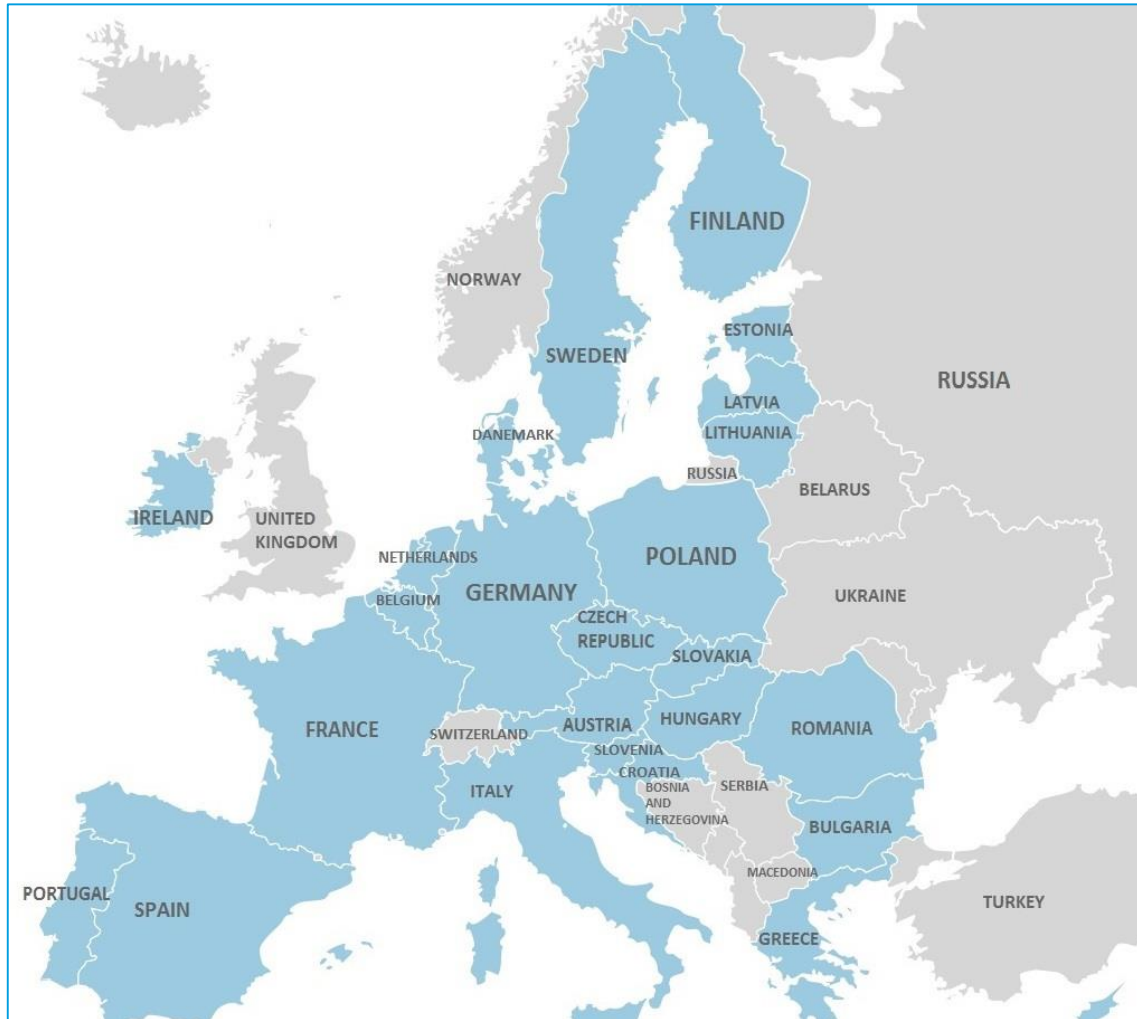 FINLAND
NORWAY
ESTONIA
SWEDEN
RUSSIA
LATVIA
DANEMARK
LITHUANIA
RUSSIA
BELARUS
IRELAND
UNITED
KINGDOM
NETHERLANDS
POLAND
GERMANY
UKRAINE
BELGIUM
CZECH
REPUBLIC
SLOVAKIA
FRANCE
SWITZERLAND
AUSTRIA
HUNGARY
ROMANIA
SLOVENIA
CROATIA
ITALY
BOSNIA
AND
HERZEGOVINA
SERBIA
BULGARIA
MACEDONIA
PORTUGAL
SPAIN
TURKEY
GREECE